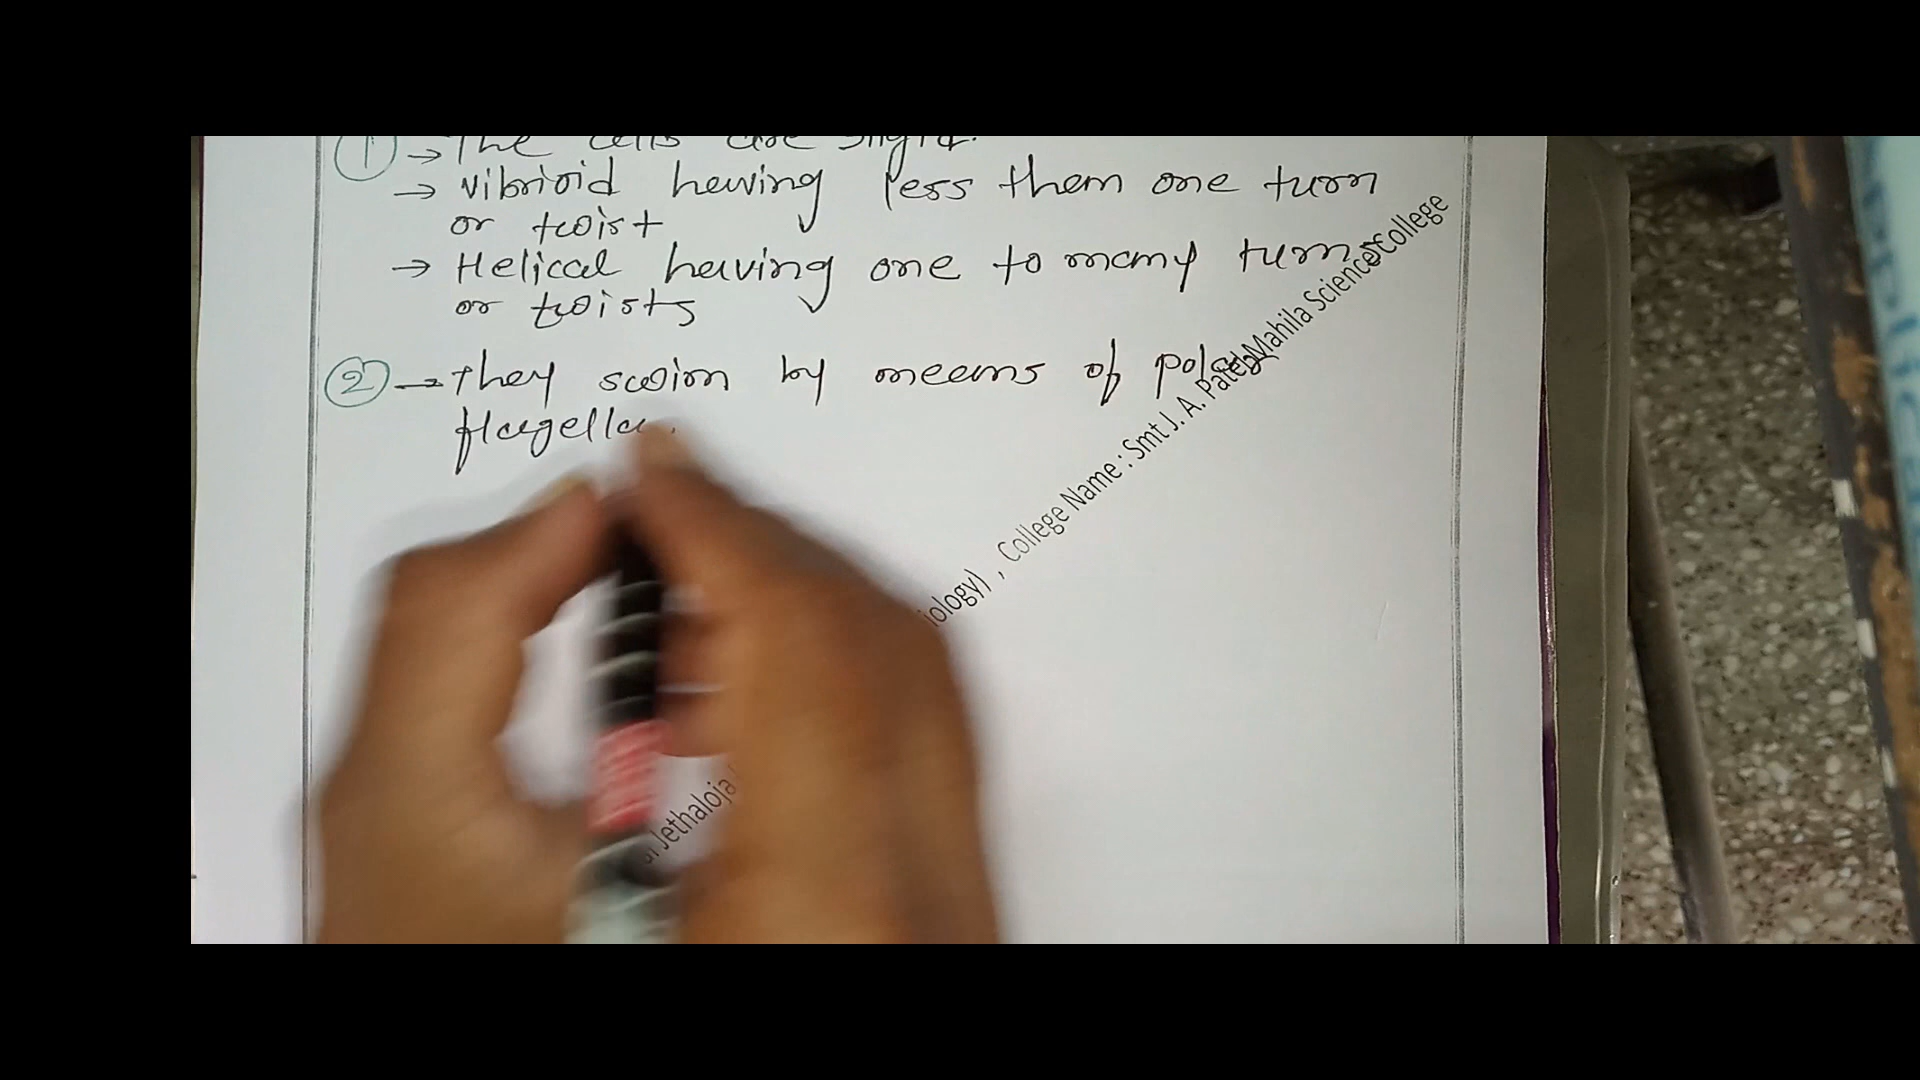 ① → The cells are rigid.
→ vibrioid having less than one turn
or twist
→ Helical having one to many turns
or twists
② → They swim by means of polar
flagella.
iology) , College Name : Smt J. A. Patel Mahila Science College
Jethaloja